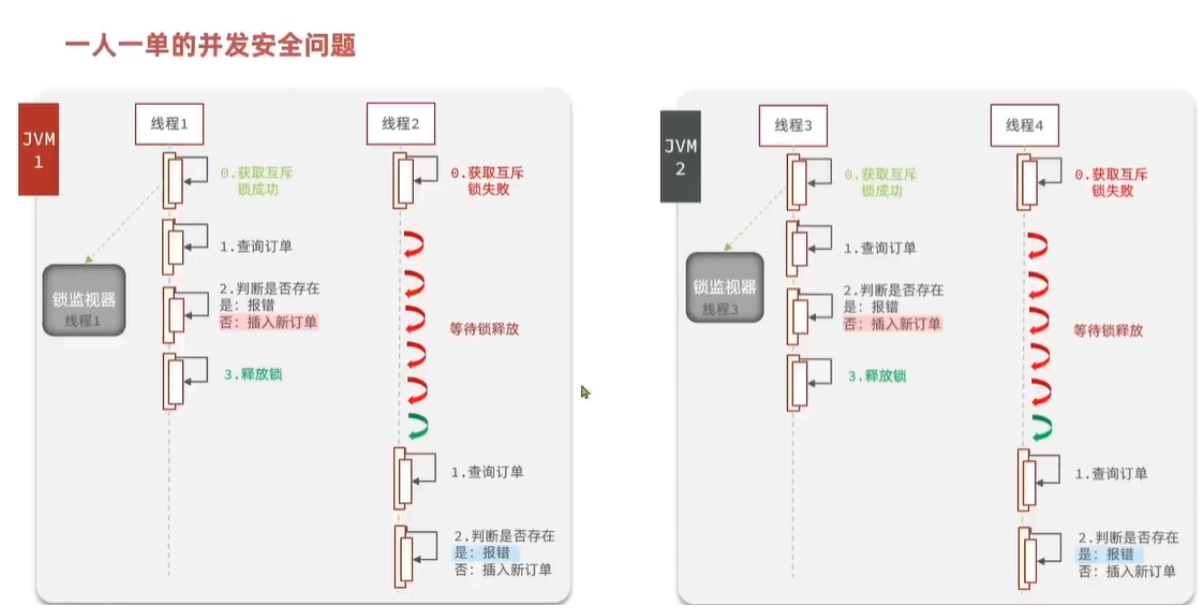 一人一单的并发安全问题
JVM
1
线程1
线程2
0.获取互斥
锁成功
0.获取互斥
锁失败
1.查询订单
锁监视器
线程1
2.判断是否存在
是：报错
否：插入新订单
等待锁释放
3.释放锁
1.查询订单
2.判断是否存在
是：报错
否：插入新订单
JVM
2
线程3
线程4
0.获取互斥
锁成功
0.获取互斥
锁失败
1.查询订单
锁监视器
线程3
2.判断是否存在
是：报错
否：插入新订单
等待锁释放
3.释放锁
1.查询订单
2.判断是否存在
是：报错
否：插入新订单